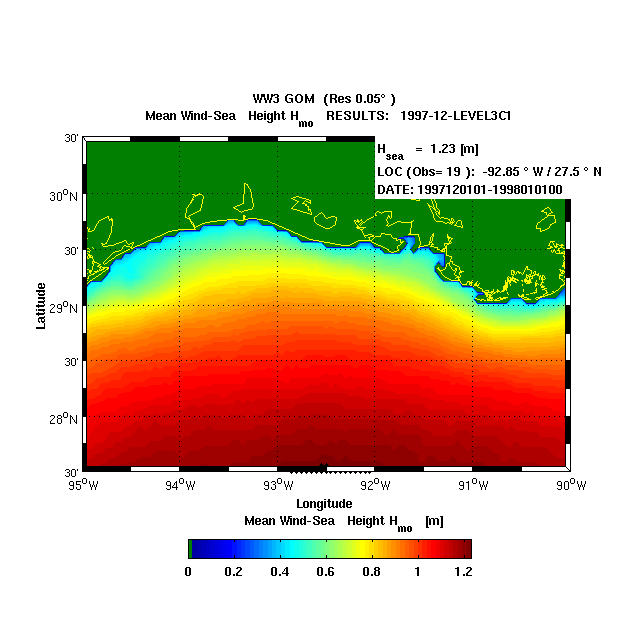 WW3 GOM (Res 0.05° )
Mean Wind-Sea Height Hmo RESULTS: 1997-12-LEVEL3C1
Hsea = 1.23 [m]
LOC (Obs= 19 ): -92.85 ° W / 27.5 ° N
DATE: 1997120101-1998010100
30'
30°N
30'
29°N
30'
28°N
30'
Latitude
95°W 94°W 93°W 92°W 91°W 90°W
Longitude
Mean Wind-Sea Height Hmo [m]
0 0.2 0.4 0.6 0.8 1 1.2